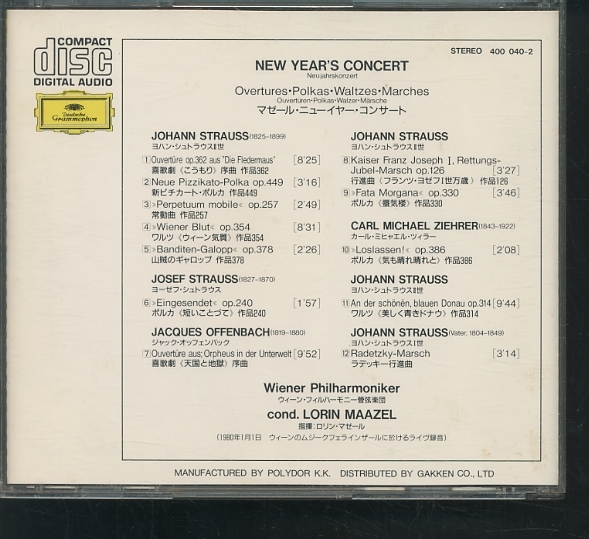 COMPACT
disc
DIGITAL AUDIO
Deutsche
Grammophon
STEREO 400 040-2
NEW YEAR'S CONCERT
Neujahrskonzert
Overtures・Polkas・Waltzes・Marches
Ouvertüren・Polkas・Walzer・Märsche
マゼール・ニューイヤー・コンサート
JOHANN STRAUSS(1825-1899)
ヨハン・シュトラウスⅡ世
1 Ouvertüre op.362 aus "Die Fledermaus" [8'25]
喜歌劇《こうもり》序曲 作品362
2 Neue Pizzikato-Polka op.449 [3'16]
新ピチカート・ポルカ 作品449
3 »Perpetuum mobile« op.257 [2'49]
常動曲 作品257
4 »Wiener Blut« op.354 [8'31]
ワルツ《ウィーン気質》作品354
5 »Banditen-Galopp« op.378 [2'26]
山賊のギャロップ 作品378
JOSEF STRAUSS(1827-1870)
ヨーゼフ・シュトラウス
6 »Eingesendet« op.240 [1'57]
ポルカ《短いことづて》作品240
JACQUES OFFENBACH(1819-1880)
ジャック・オッフェンバック
7 Ouvertüre aus;Orpheus in der Unterwelt [9'52]
喜歌劇《天国と地獄》序曲
JOHANN STRAUSS
ヨハン・シュトラウスⅡ世
8 Kaiser Franz Joseph I, Rettungs-
Jubel-Marsch op.126 [3'27]
行進曲《フランツ・ヨゼフ1世万歳》作品126
9 »Fata Morgana« op.330 [3'46]
ポルカ《蜃気楼》作品330
CARL MICHAEL ZIEHRER(1843-1922)
カール・ミヒャエル・ツィラー
10 »Loslassen!« op.386 [2'08]
ポルカ《気も晴れ晴れと》作品386
JOHANN STRAUSS
ヨハン・シュトラウスⅡ世
11 An der schönen, blauen Donau op.314 [9'44]
ワルツ《美しく青きドナウ》作品314
JOHANN STRAUSS(Vater; 1804-1849)
ヨハン・シュトラウスⅠ世
12 Radetzky-Marsch [3'14]
ラデッキー行進曲
Wiener Philharmoniker
ウィーン・フィルハーモニー管弦楽団
cond. LORIN MAAZEL
指揮：ロリン・マゼール
(1980年1月1日 ウィーンのムジークフェラインザールに於けるライヴ録音)
MANUFACTURED BY POLYDOR K.K. DISTRIBUTED BY GAKKEN CO., LTD